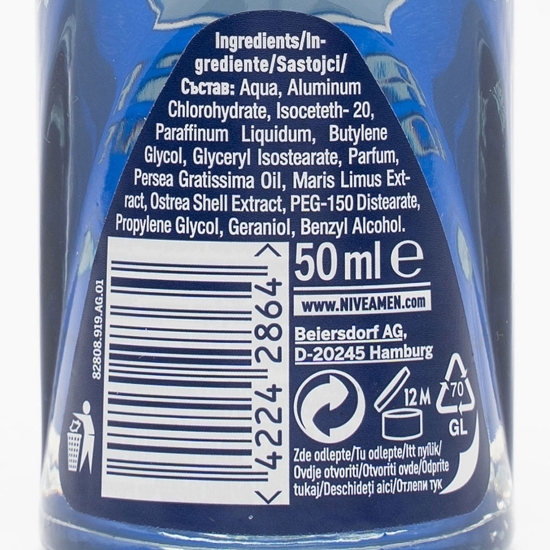 Ingredients/In-
grediente/Sastojci/
Състав: Aqua, Aluminum
Chlorohydrate, Isoceteth- 20,
Paraffinum Liquidum, Butylene
Glycol, Glyceryl Isostearate, Parfum,
Persea Gratissima Oil, Maris Limus Ext-
ract, Ostrea Shell Extract, PEG-150 Distearate,
Propylene Glycol, Geraniol, Benzyl Alcohol.
50 ml e
www.NIVEAMEN.com
Beiersdorf AG,
D-20245 Hamburg
82808.919.AG.01
< 4224 2864 >
12 M
70
GL
Zde odlepte/Tu odlepte/Itt nyílik/
Ovdje otvoriti/Otvoriti ovde/Odprite
tukaj/Deschideți aici/Отлепи тук